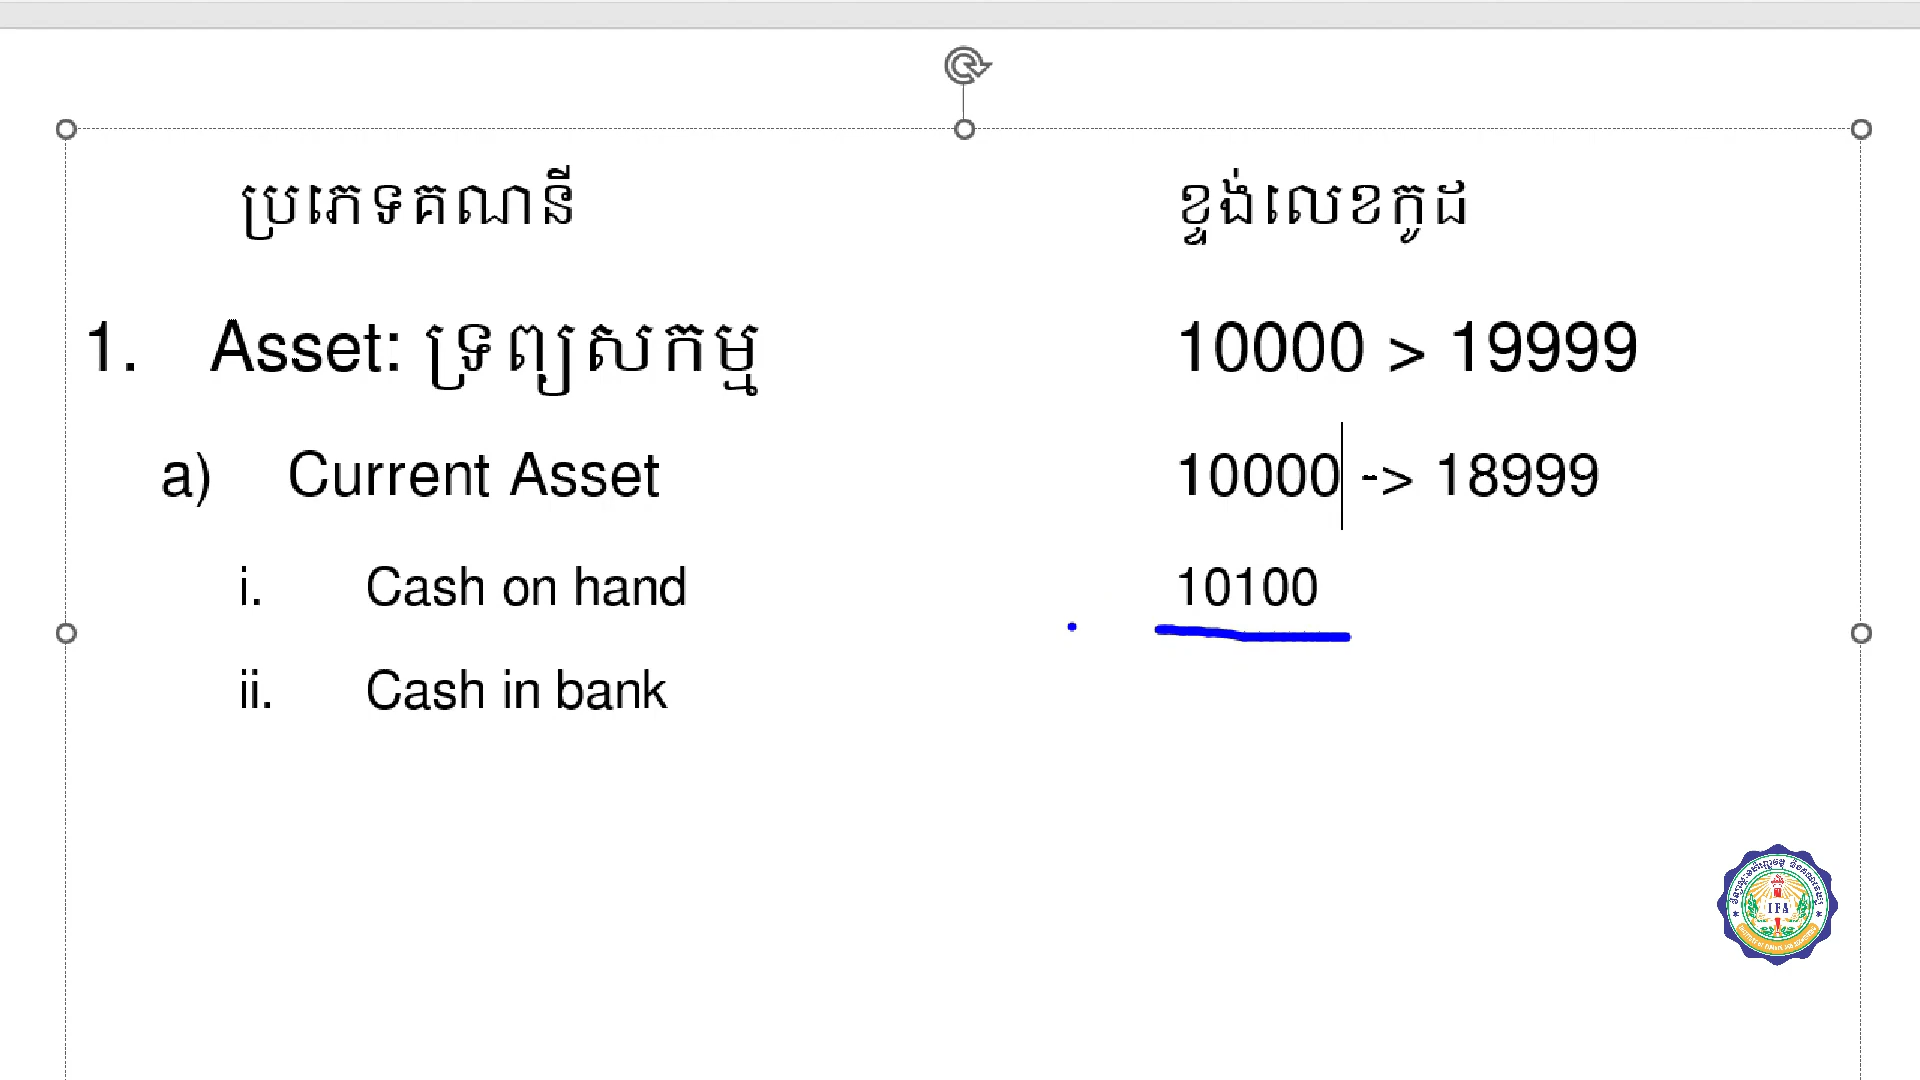 ប្រភេទគណនី ខ្ទង់លេខកូដ
1. Asset: ទ្រព្យសកម្ម 10000 > 19999
a) Current Asset 10000 -> 18999
i. Cash on hand 10100
ii. Cash in bank
IFA